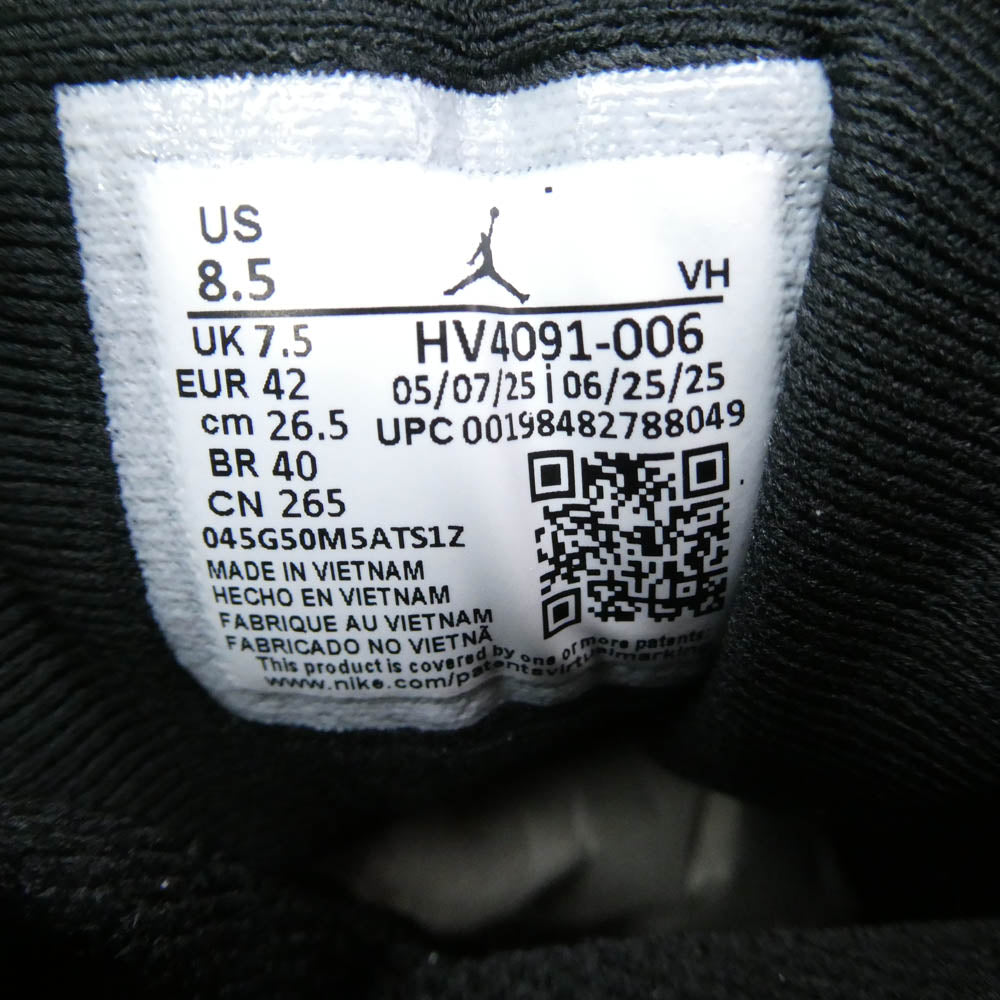 US
8.5
VH
UK 7.5
HV4091-006
EUR 42
05/07/25 | 06/25/25
cm 26.5
UPC 00198482788049
BR 40
CN 265
045G50M5ATS1Z
MADE IN VIETNAM
HECHO EN VIETNAM
FABRIQUE AU VIETNAM
FABRICADO NO VIETNÃ
This product is covered by one or more patents
www.nike.com/patentsvirtualmarking